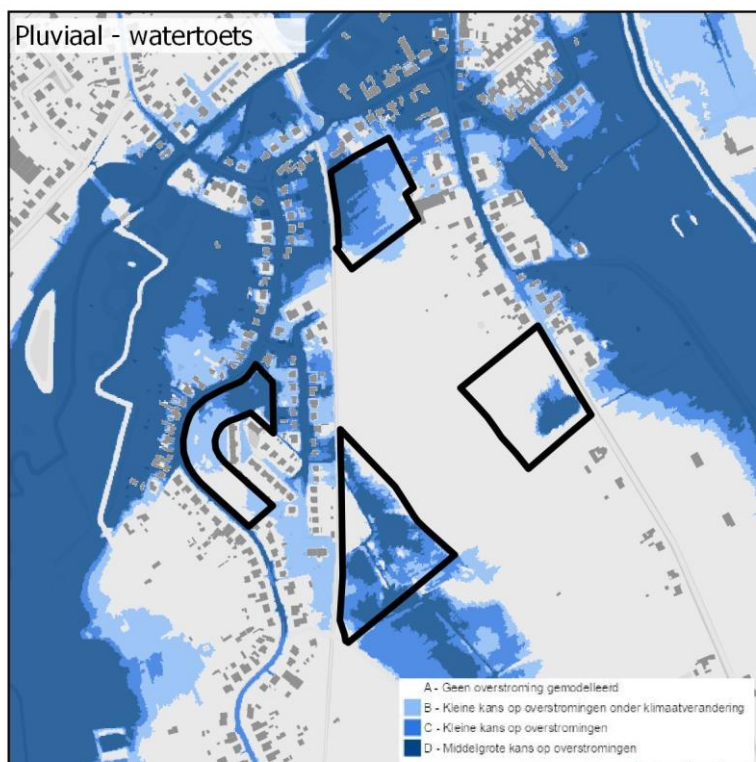 Pluviaal - watertoets
A - Geen overstroming gemodelleerd
B - Kleine kans op overstromingen onder klimaatverandering
C - Kleine kans op overstromingen
D - Middelgrote kans op overstromingen